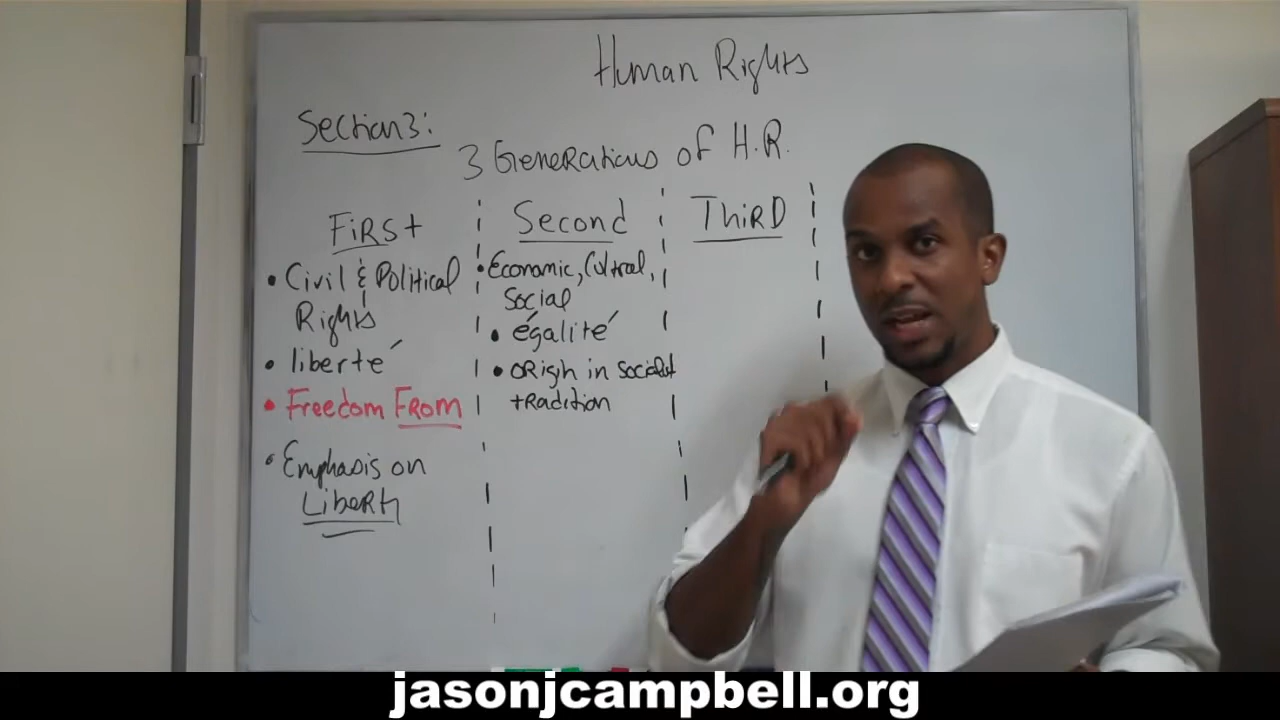 Human Rights
Section 3:
3 Generations of H.R.
First
• Civil & Political
Rights
• liberté
• Freedom From
• Emphasis on
Liberty
Second
• Economic, Cultural,
Social
• égalité
• origin in socialist
tradition
Third
jasonjcampbell.org